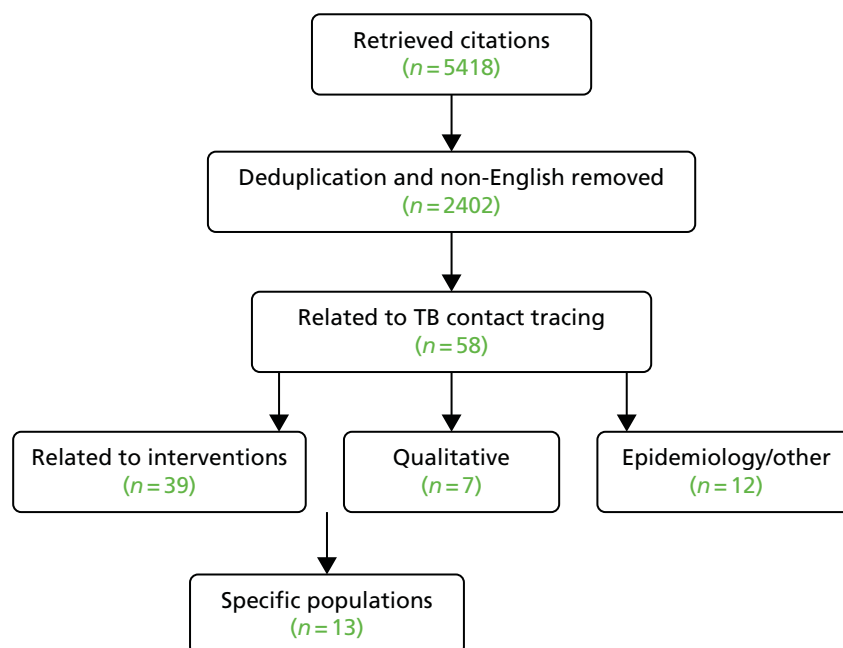 Retrieved citations
(n=5418)
Deduplication and non-English removed
(n=2402)
Related to TB contact tracing
(n=58)
Related to interventions
(n=39)
Qualitative
(n=7)
Epidemiology/other
(n=12)
Specific populations
(n=13)